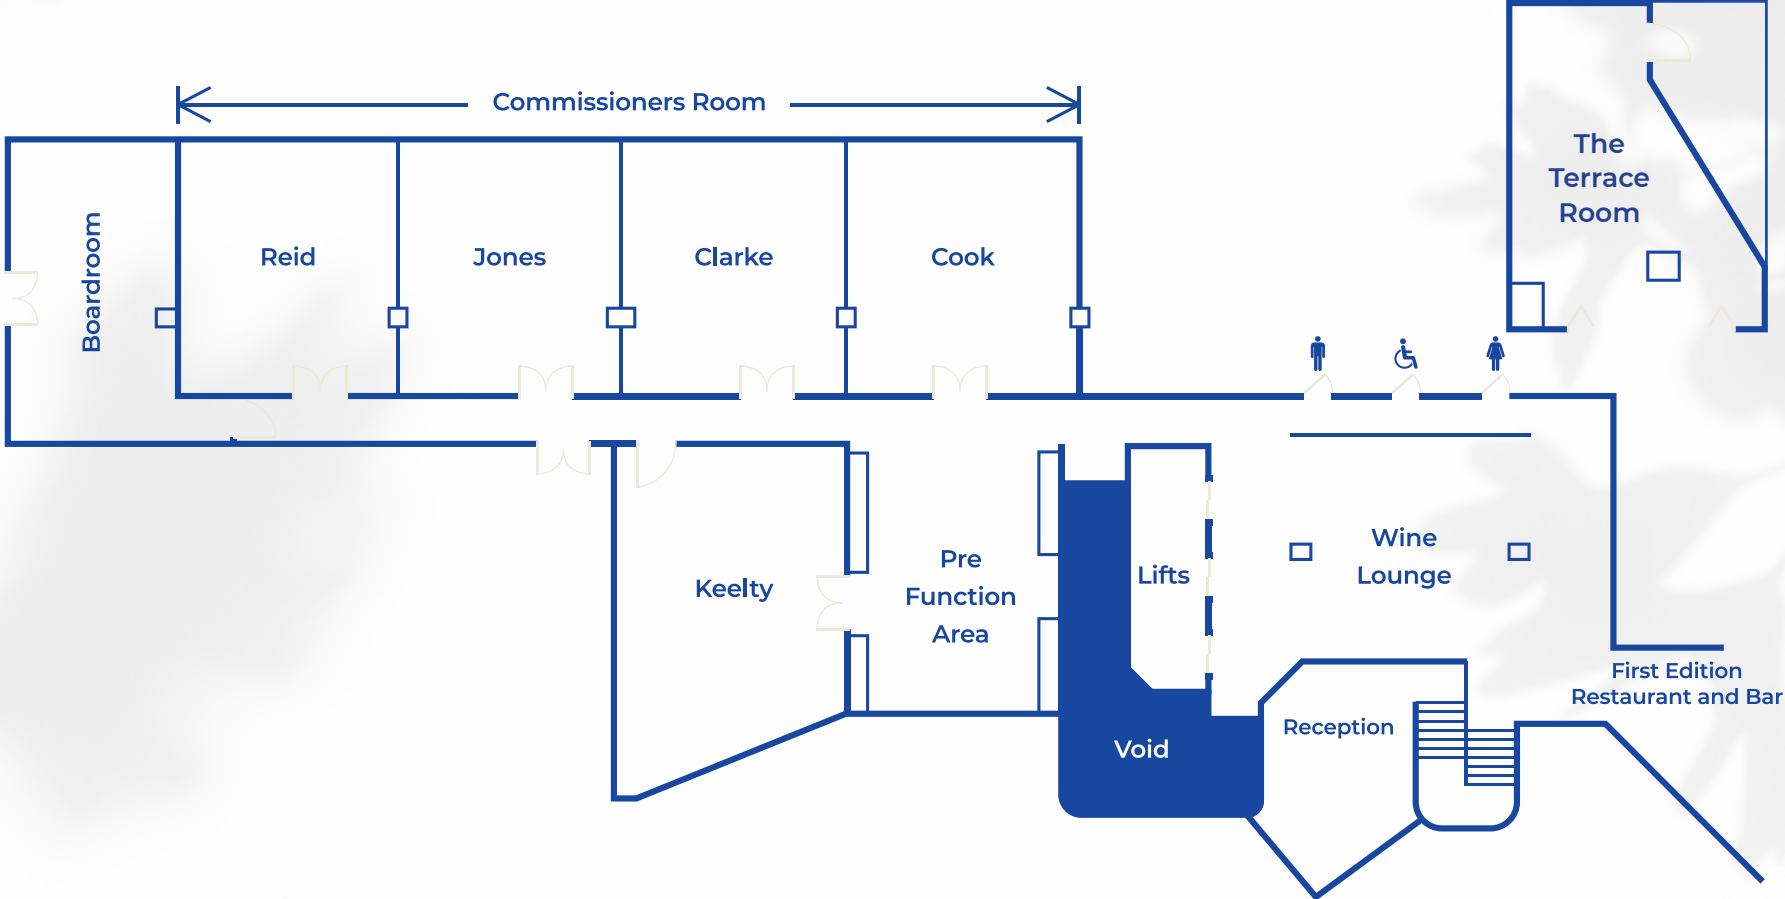 Commissioners Room
The
Terrace
Room
Boardroom
Reid
Jones
Clarke
Cook
Keelty
Pre
Function
Area
Lifts
Wine
Lounge
First Edition
Restaurant and Bar
Reception
Void